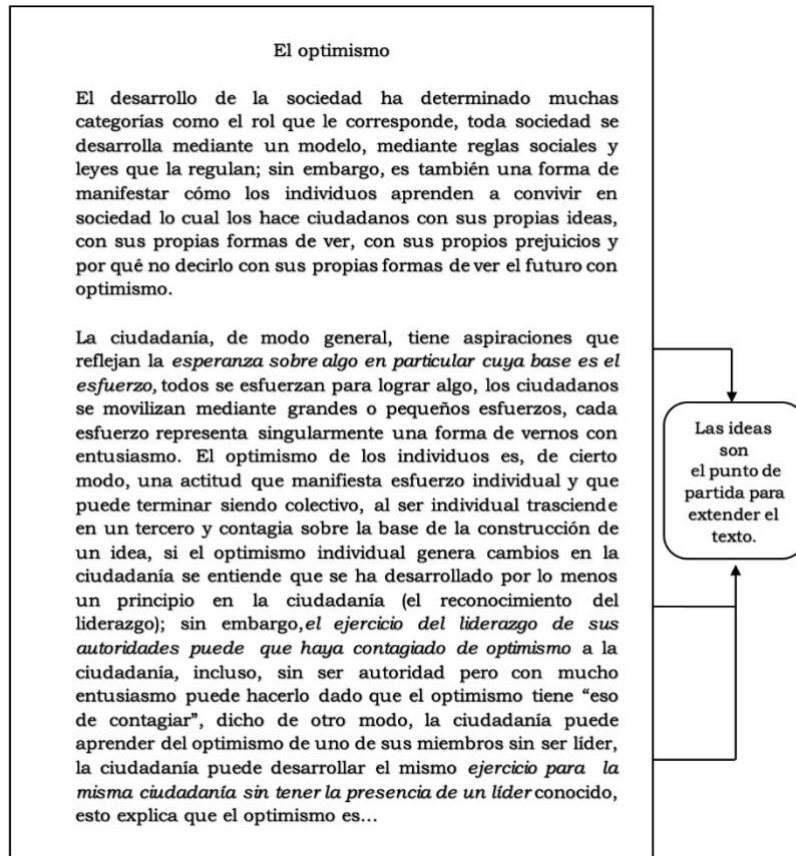 El optimismo
El desarrollo de la sociedad ha determinado muchas
categorías como el rol que le corresponde, toda sociedad se
desarrolla mediante un modelo, mediante reglas sociales y
leyes que la regulan; sin embargo, es también una forma de
manifestar cómo los individuos aprenden a convivir en
sociedad lo cual los hace ciudadanos con sus propias ideas,
con sus propias formas de ver, con sus propios prejuicios y
por qué no decirlo con sus propias formas de ver el futuro con
optimismo.
La ciudadanía, de modo general, tiene aspiraciones que
reflejan la esperanza sobre algo en particular cuya base es el
esfuerzo, todos se esfuerzan para lograr algo, los ciudadanos
se movilizan mediante grandes o pequeños esfuerzos, cada
esfuerzo representa singularmente una forma de vernos con
entusiasmo. El optimismo de los individuos es, de cierto
modo, una actitud que manifiesta esfuerzo individual y que
puede terminar siendo colectivo, al ser individual trasciende
en un tercero y contagia sobre la base de la construcción de
un idea, si el optimismo individual genera cambios en la
ciudadanía se entiende que se ha desarrollado por lo menos
un principio en la ciudadanía (el reconocimiento del
liderazgo); sin embargo,el ejercicio del liderazgo de sus
autoridades puede que haya contagiado de optimismo a la
ciudadanía, incluso, sin ser autoridad pero con mucho
entusiasmo puede hacerlo dado que el optimismo tiene “eso
de contagiar”, dicho de otro modo, la ciudadanía puede
aprender del optimismo de uno de sus miembros sin ser líder,
la ciudadanía puede desarrollar el mismo ejercicio para la
misma ciudadanía sin tener la presencia de un líder conocido,
esto explica que el optimismo es...
Las ideas
son
el punto de
partida para
extender el
texto.